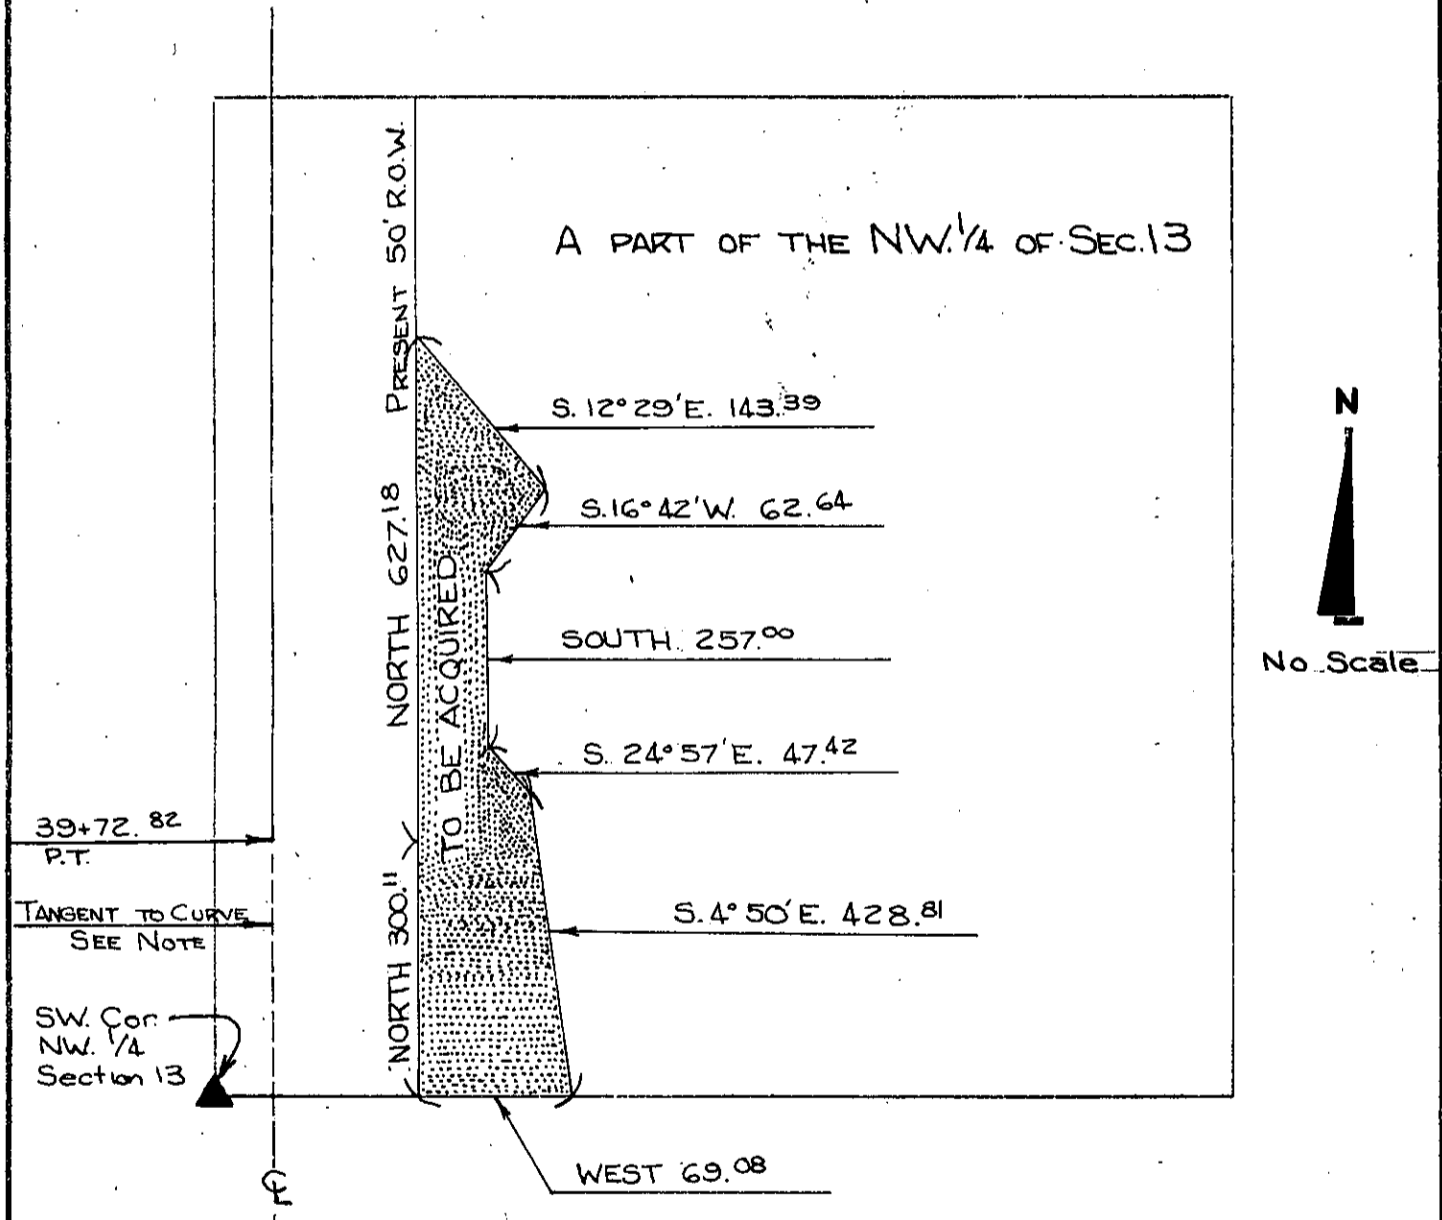 A PART OF THE NW.1/4 OF SEC.13
PRESENT 50' R.O.W.
S. 12° 29' E. 143.39
N
S. 16° 42' W. 62.64
NORTH 627.18
TO BE ACQUIRED
SOUTH 257.00
No Scale
S. 24° 57' E. 47.42
39+72.82
P.T.
NORTH 300.11
TANGENT TO CURVE
SEE NOTE
S. 4° 50' E. 428.81
SW. Cor.
NW. 1/4
Section 13
WEST 69.08
℄